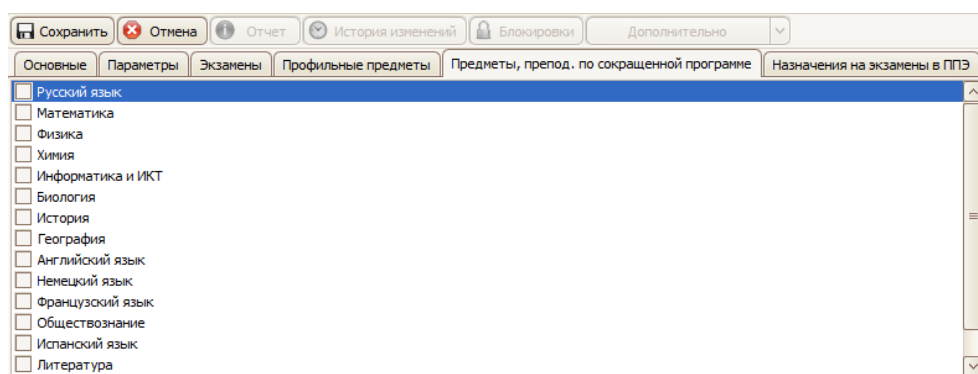 Сохранить Отмена Отчет История изменений Блокировки Дополнительно
Основные Параметры Экзамены Профильные предметы Предметы, препод. по сокращенной программе Назначения на экзамены в ППЭ
Русский язык
Математика
Физика
Химия
Информатика и ИКТ
Биология
История
География
Английский язык
Немецкий язык
Французский язык
Обществознание
Испанский язык
Литература